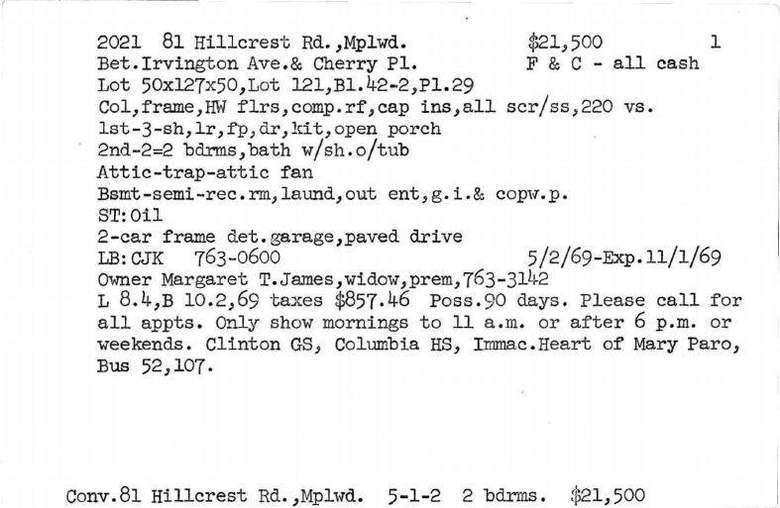 2021 81 Hillcrest Rd.,Mplwd. $21,500 1
Bet.Irvington Ave.& Cherry Pl. F & C - all cash
Lot 50x127x50,Lot 121,Bl.42-2,Pl.29
Col,frame,HW flrs,comp.rf,cap ins,all scr/ss,220 vs.
1st-3-sh,lr,fp,dr,kit,open porch
2nd-2=2 bdrms,bath w/sh.o/tub
Attic-trap-attic fan
Bsmt-semi-rec.rm,laund,out ent,g.i.& copw.p.
ST:Oil
2-car frame det.garage,paved drive
LB:CJK 763-0600 5/2/69-Exp.11/1/69
Owner Margaret T.James,widow,prem,763-3142
L 8.4,B 10.2,69 taxes $857.46 Poss.90 days. Please call for
all appts. Only show mornings to 11 a.m. or after 6 p.m. or
weekends. Clinton GS, Columbia HS, Immac.Heart of Mary Paro,
Bus 52,107.
Conv.81 Hillcrest Rd.,Mplwd. 5-1-2 2 bdrms. $21,500